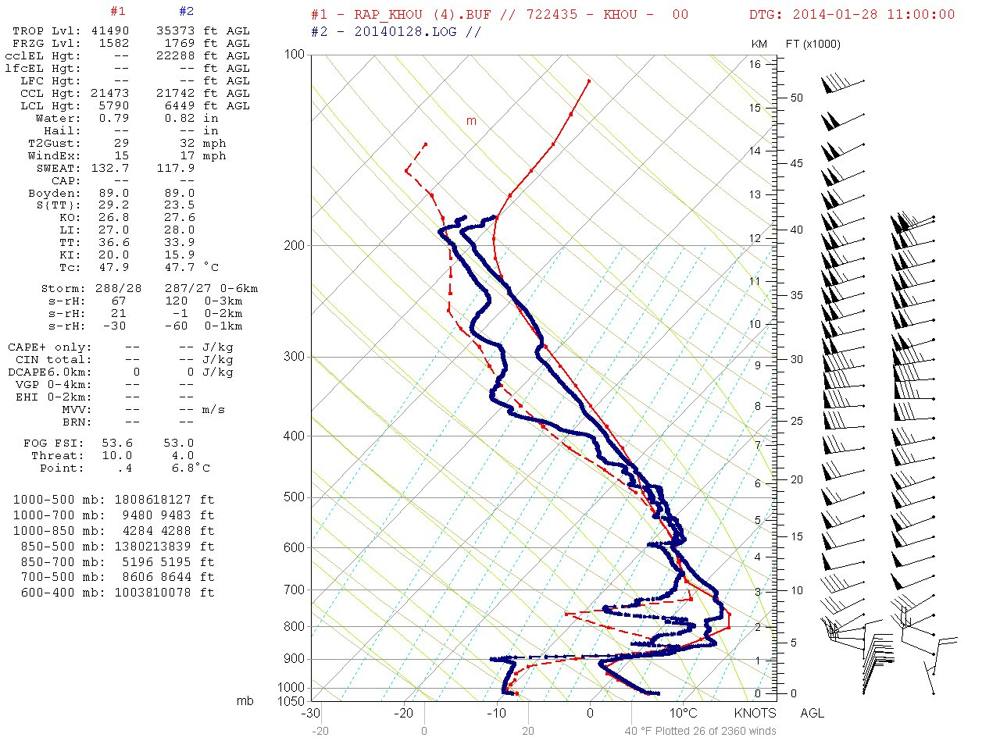 #1 #2
#1 - RAP_KHOU (4).BUF // 722435 - KHOU - 00 DTG: 2014-01-28 11:00:00
#2 - 20140128.LOG //
TROP Lvl: 41490 35373 ft AGL
FRZG Lvl: 1582 1769 ft AGL
cclEL Hgt: -- 22288 ft AGL
lfcEL Hgt: -- -- ft AGL
LFC Hgt: -- -- ft AGL
CCL Hgt: 21473 21742 ft AGL
LCL Hgt: 5790 6449 ft AGL
Water: 0.79 0.82 in
Hail: -- -- in
T2Gust: 29 32 mph
WindEx: 15 17 mph
SWEAT: 132.7 117.9
CAP: -- --
Boyden: 89.0 89.0
S{TT}: 29.2 23.5
KO: 26.8 27.6
LI: 27.0 28.0
TT: 36.6 33.9
KI: 20.0 15.9
Tc: 47.9 47.7 °C
Storm: 288/28 287/27 0-6km
s-rH: 67 120 0-3km
s-rH: 21 -1 0-2km
s-rH: -30 -60 0-1km
CAPE+ only: -- -- J/kg
CIN total: -- -- J/kg
DCAPE6.0km: 0 0 J/kg
VGP 0-4km: -- --
EHI 0-2km: -- --
MVV: -- -- m/s
BRN: -- --
FOG FSI: 53.6 53.0
Threat: 10.0 4.0
Point: .4 6.8°C
1000-500 mb: 1808618127 ft
1000-700 mb: 9480 9483 ft
1000-850 mb: 4284 4288 ft
850-500 mb: 1380213839 ft
850-700 mb: 5196 5195 ft
700-500 mb: 8606 8644 ft
600-400 mb: 1003810078 ft
KM FT (x1000)
100
200
300
400
500
600
700
800
900
1000
1050
mb
m
16
15
14
13
12
11
10
9
8
7
6
5
4
3
2
1
0
50
45
40
35
30
25
20
15
10
5
0
-30 -20 -10 0 10°C KNOTS AGL
-20 0 20 40 °F Plotted 26 of 2360 winds